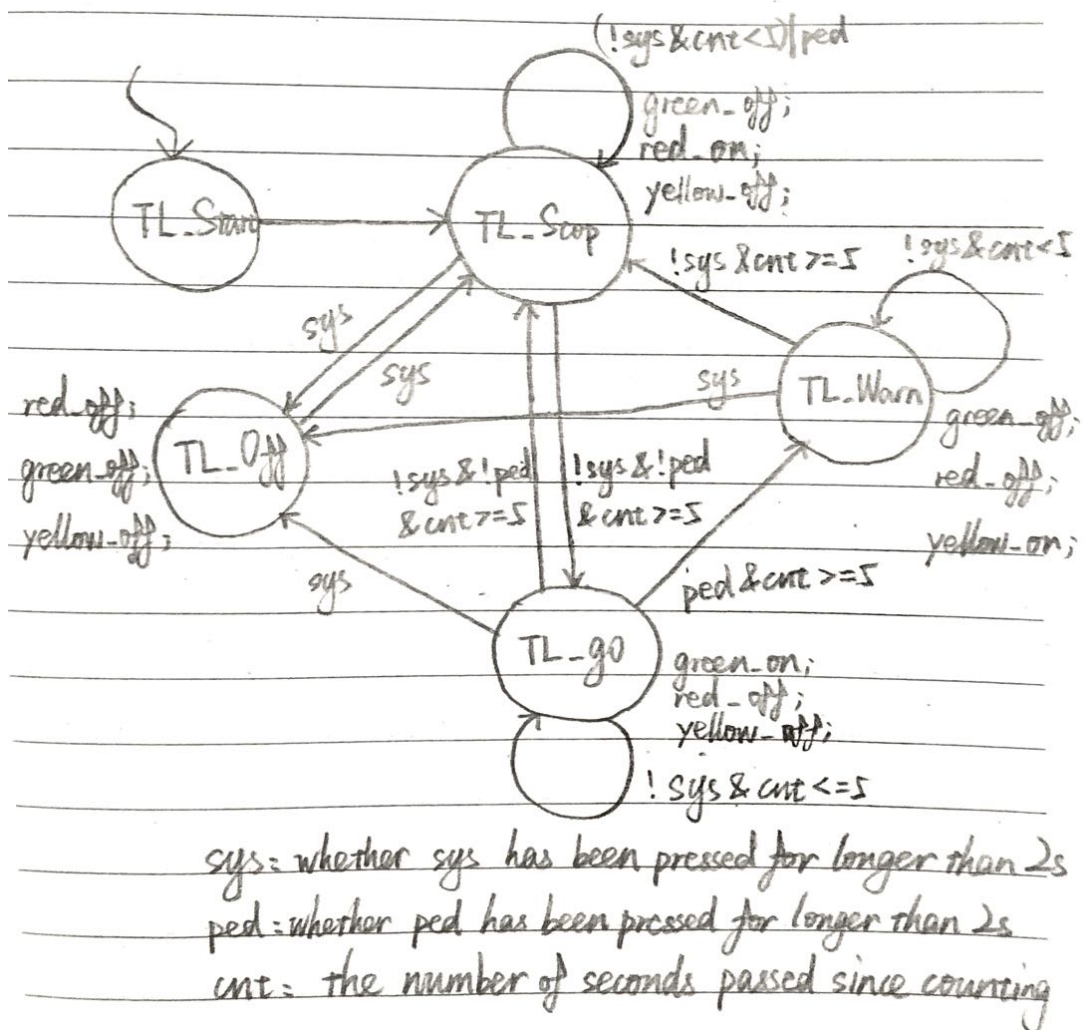 (!sys&cnt<5)|ped
green_off;
red_on;
yellow_off;
TL_Start
TL_Stop
!sys&cnt>=5
!sys&cnt<5
sys
sys
sys
TL_Warn
red_off;
green_off;
yellow_off;
TL_Off
green_off;
red_off;
yellow_on;
!sys&!ped
&cnt>=5
!sys&!ped
&cnt>=5
sys
ped&cnt>=5
TL_go
green_on;
red_off;
yellow_off;
!sys&cnt<=5
sys: whether sys has been pressed for longer than 2s
ped: whether ped has been pressed for longer than 2s
cnt: the number of seconds passed since counting